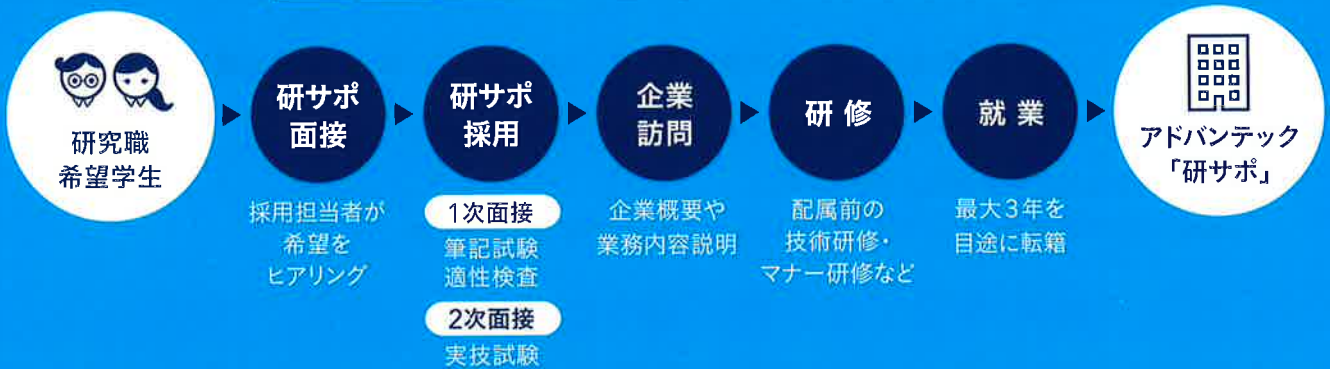 研究職
希望学生
研サポ
面接
採用担当者が
希望を
ヒアリング
研サポ
採用
1次面接
筆記試験
適性検査
2次面接
実技試験
企業
訪問
企業概要や
業務内容説明
研修
配属前の
技術研修・
マナー研修など
就業
最大3年を
目途に転籍
アドバンテック
「研サポ」